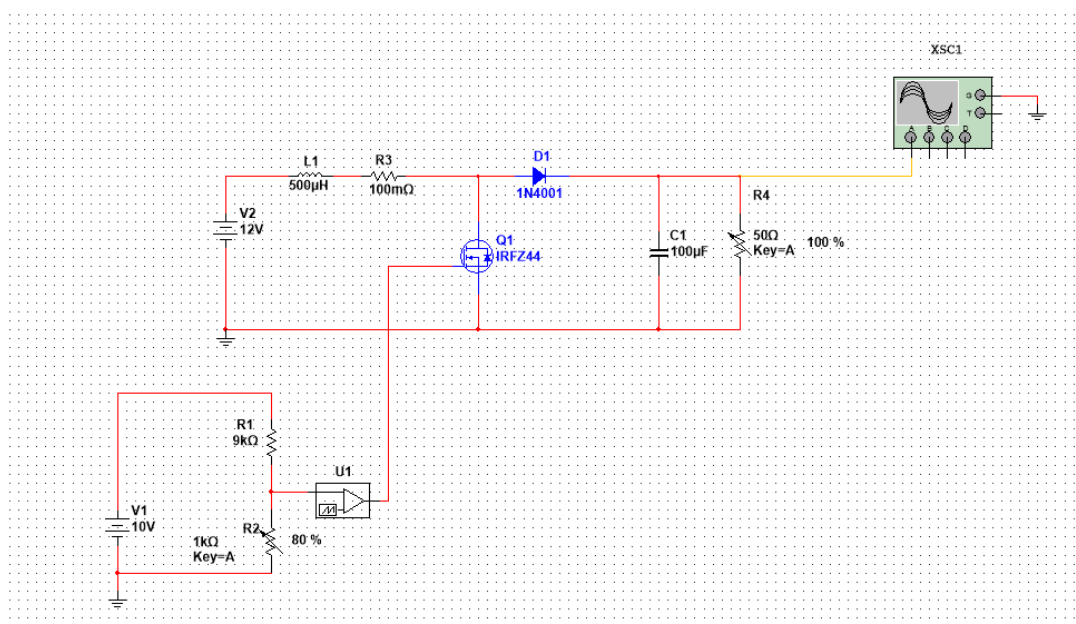 XSC1
G
T
A B C D
L1
500µH
R3
100mΩ
D1
1N4001
V2
12V
Q1
IRFZ44
C1
100µF
R4
50Ω
Key=A
100 %
R1
9kΩ
U1
V1
10V
R2
1kΩ
Key=A
80 %